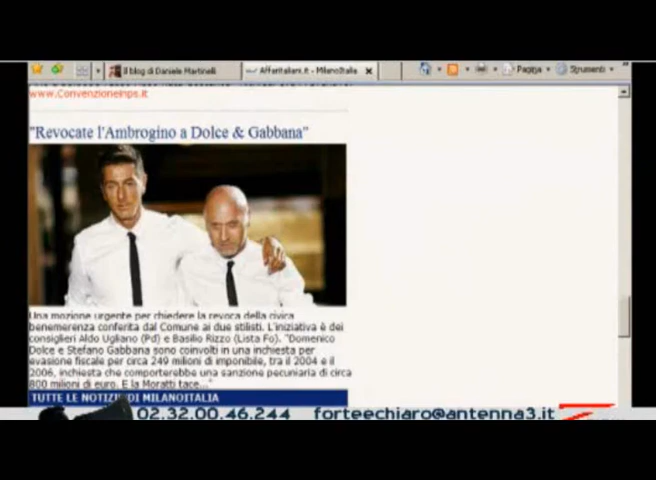 Il blog di Daniele Martinelli
Affaritaliani.it - MilanoItalia
Pagina
Strumenti
www.ConvenzioneInps.it
"Revocate l'Ambrogino a Dolce & Gabbana"
Una mozione urgente per chiedere la revoca della civica
benemerenza conferita dal Comune ai due stilisti. L'iniziativa è dei
consiglieri Aldo Ugliano (Pd) e Basilio Rizzo (Lista Fo). "Domenico
Dolce e Stefano Gabbana sono coinvolti in una inchiesta per
evasione fiscale per circa 249 milioni di imponibile, tra il 2004 e il
2006, inchiesta che comporterebbe una sanzione pecuniaria di circa
800 milioni di euro. E la Moratti tace..."
TUTTE LE NOTIZIE DI MILANOITALIA
02.32.00.46.244 forteechiaro@antenna3.it